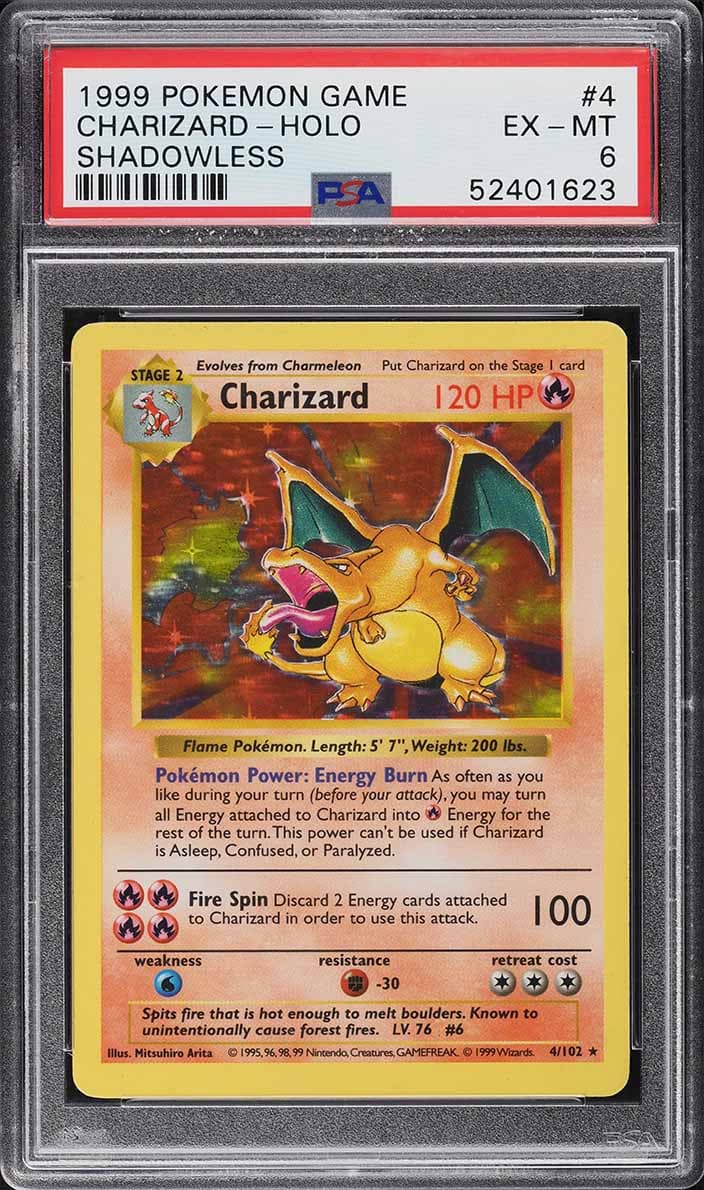 1999 POKEMON GAME #4
CHARIZARD – HOLO EX – MT
SHADOWLESS 6
PSA 52401623
Evolves from Charmeleon Put Charizard on the Stage 1 card
STAGE 2
Charizard 120 HP
Flame Pokémon. Length: 5' 7", Weight: 200 lbs.
Pokémon Power: Energy Burn As often as you
like during your turn (before your attack), you may turn
all Energy attached to Charizard into Energy for the
rest of the turn. This power can't be used if Charizard
is Asleep, Confused, or Paralyzed.
Fire Spin Discard 2 Energy cards attached
to Charizard in order to use this attack. 100
weakness resistance retreat cost
-30
Spits fire that is hot enough to melt boulders. Known to
unintentionally cause forest fires. LV. 76 #6
Illus. Mitsuhiro Arita © 1995, 96, 98, 99 Nintendo, Creatures, GAMEFREAK. © 1999 Wizards. 4/102 ★
PSA